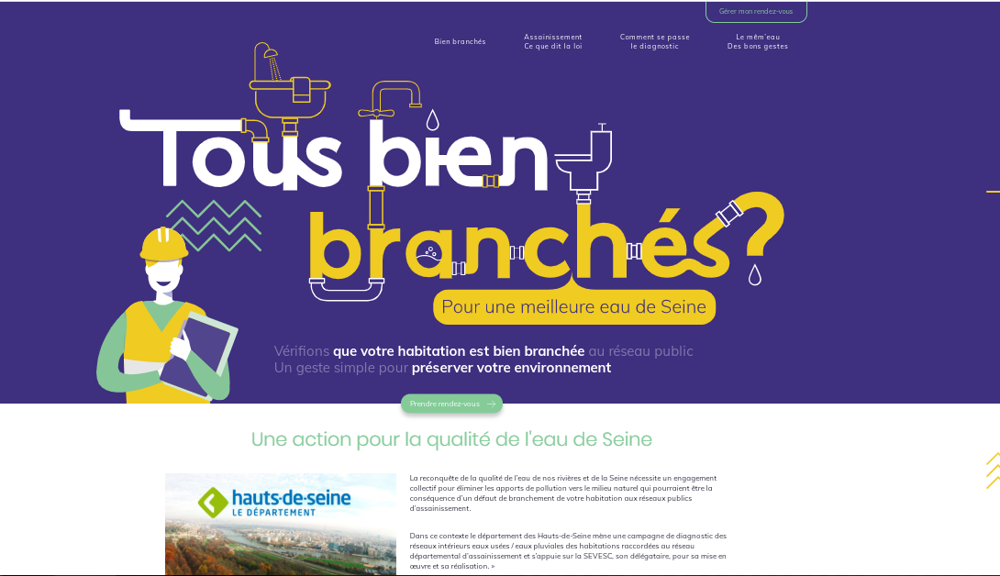 Gérer mon rendez-vous
Bien branchés
Assainissement
Ce que dit la loi
Comment se passe
le diagnostic
Le mêm'eau
Des bons gestes
Tous bien
branchés?
Pour une meilleure eau de Seine
Vérifions que votre habitation est bien branchée au réseau public
Un geste simple pour préserver votre environnement
Prendre rendez-vous
Une action pour la qualité de l'eau de Seine
hauts-de-seine
LE DÉPARTEMENT
La reconquête de la qualité de l'eau de nos rivières et de la Seine nécessite un engagement
collectif pour éliminer les apports de pollution vers le milieu naturel qui pourraient être la
conséquence d'un défaut de branchement de votre habitation aux réseaux publics
d'assainissement.
Dans ce contexte le département des Hauts-de-Seine mène une campagne de diagnostic des
réseaux intérieurs eaux usées / eaux pluviales des habitations raccordées au réseau
départemental d'assainissement et s'appuie sur la SEVESC, son délégataire, pour sa mise en
œuvre et sa réalisation. »